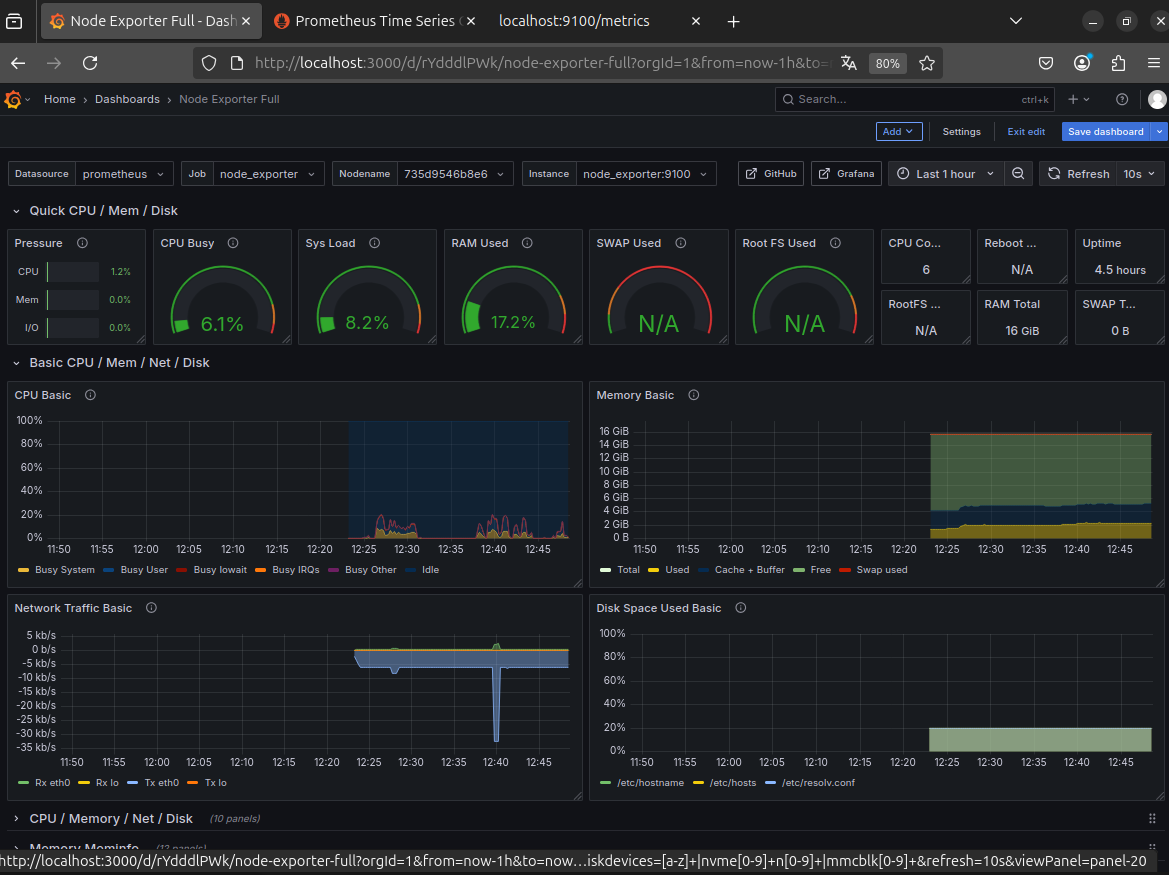 Node Exporter Full - Dash
Prometheus Time Series
localhost:9100/metrics
http://localhost:3000/d/rYdddlPWk/node-exporter-full?orgId=1&from=now-1h&to=
80%
Home › Dashboards › Node Exporter Full
Search...
ctrl+k
Add
Settings
Exit edit
Save dashboard
Datasource prometheus
Job node_exporter
Nodename 735d9546b8e6
Instance node_exporter:9100
GitHub
Grafana
Last 1 hour
Refresh
10s
Quick CPU / Mem / Disk
Pressure
CPU 1.2%
Mem 0.0%
I/O 0.0%
CPU Busy
6.1%
Sys Load
8.2%
RAM Used
17.2%
SWAP Used
N/A
Root FS Used
N/A
CPU Co...
6
Reboot ...
N/A
Uptime
4.5 hours
RootFS ...
N/A
RAM Total
16 GiB
SWAP T...
0 B
Basic CPU / Mem / Net / Disk
CPU Basic
100%
80%
60%
40%
20%
0%
11:50 11:55 12:00 12:05 12:10 12:15 12:20 12:25 12:30 12:35 12:40 12:45
Busy System Busy User Busy Iowait Busy IRQs Busy Other Idle
Memory Basic
16 GiB
14 GiB
12 GiB
10 GiB
8 GiB
6 GiB
4 GiB
2 GiB
0 B
11:50 11:55 12:00 12:05 12:10 12:15 12:20 12:25 12:30 12:35 12:40 12:45
Total Used Cache + Buffer Free Swap used
Network Traffic Basic
5 kb/s
0 b/s
-5 kb/s
-10 kb/s
-15 kb/s
-20 kb/s
-25 kb/s
-30 kb/s
-35 kb/s
11:50 11:55 12:00 12:05 12:10 12:15 12:20 12:25 12:30 12:35 12:40 12:45
Rx eth0 Rx lo Tx eth0 Tx lo
Disk Space Used Basic
100%
80%
60%
40%
20%
0%
11:50 11:55 12:00 12:05 12:10 12:15 12:20 12:25 12:30 12:35 12:40 12:45
/etc/hostname /etc/hosts /etc/resolv.conf
CPU / Memory / Net / Disk (10 panels)
Memory Meminfo
http://localhost:3000/d/rYdddlPWk/node-exporter-full?orgId=1&from=now-1h&to=now…iskdevices=[a-z]+|nvme[0-9]+n[0-9]+|mmcblk[0-9]+&refresh=10s&viewPanel=panel-20